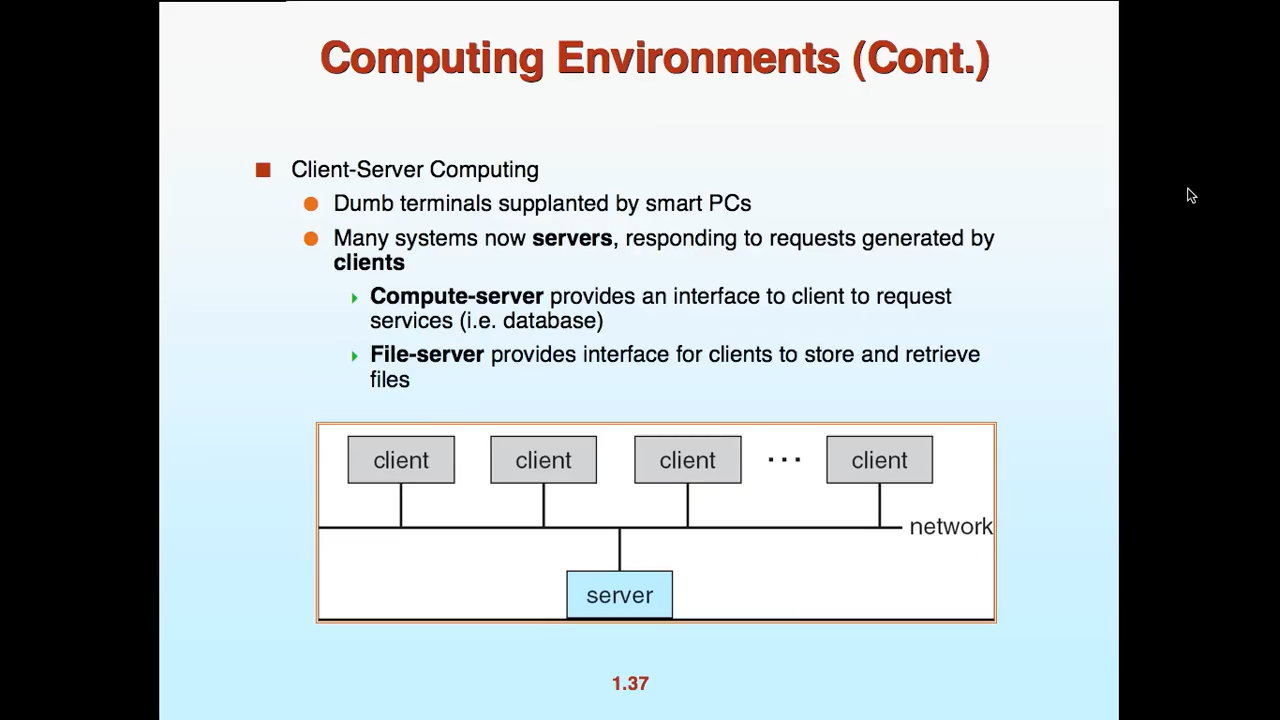 Computing Environments (Cont.)
Client-Server Computing
Dumb terminals supplanted by smart PCs
Many systems now servers, responding to requests generated by
clients
Compute-server provides an interface to client to request
services (i.e. database)
File-server provides interface for clients to store and retrieve
files
client client client ... client
network
server
1.37